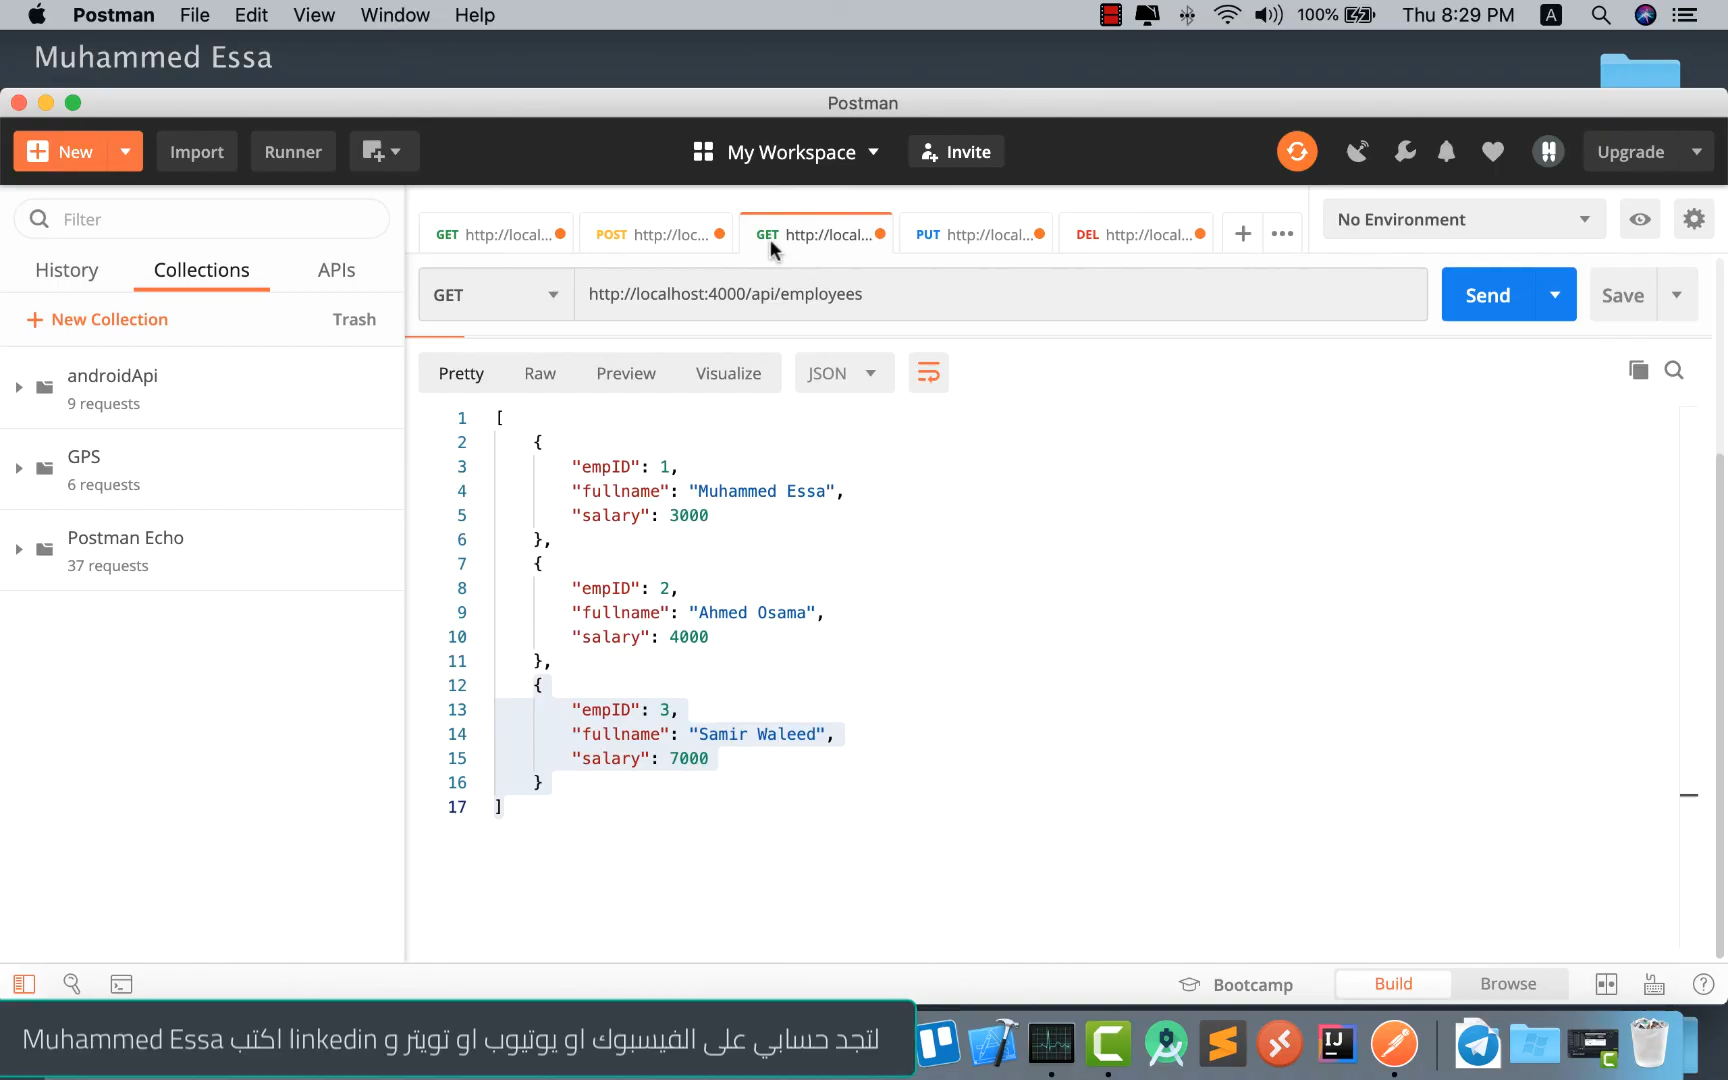 Postman File Edit View Window Help 100% Thu 8:29 PM A
Muhammed Essa
Postman
New Import Runner My Workspace Invite Upgrade
Filter
GET http://local... POST http://loc... GET http://local... PUT http://local... DEL http://local... No Environment
History Collections APIs
GET http://localhost:4000/api/employees Send Save
+ New Collection Trash
androidApi
9 requests
GPS
6 requests
Postman Echo
37 requests
Pretty Raw Preview Visualize JSON
1 [
2 {
3 "empID": 1,
4 "fullname": "Muhammed Essa",
5 "salary": 3000
6 },
7 {
8 "empID": 2,
9 "fullname": "Ahmed Osama",
10 "salary": 4000
11 },
12 {
13 "empID": 3,
14 "fullname": "Samir Waleed",
15 "salary": 7000
16 }
17 ]
Bootcamp Build Browse
لتجد حسابي على الفيسبوك او يوتيوب او تويتر و linkedin اكتب Muhammed Essa
IJ